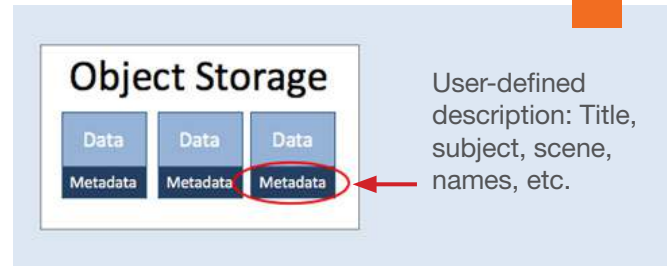 Object Storage
Data Data Data
Metadata Metadata Metadata
User-defined
description: Title,
subject, scene,
names, etc.